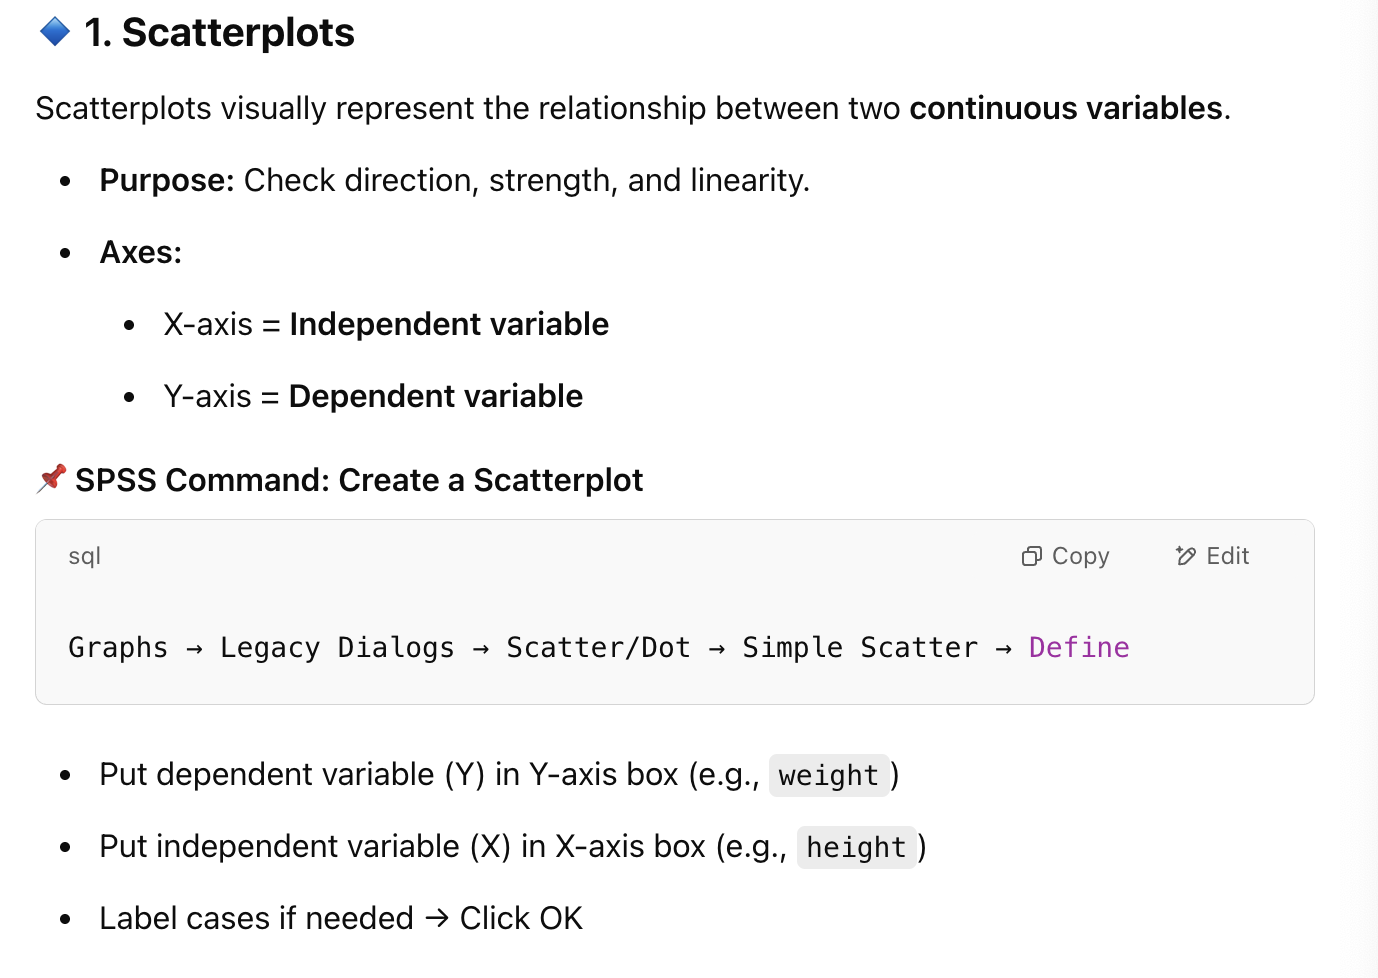 1. Scatterplots
Scatterplots visually represent the relationship between two continuous variables.
Purpose: Check direction, strength, and linearity.
Axes:
X-axis = Independent variable
Y-axis = Dependent variable
SPSS Command: Create a Scatterplot
sql Copy Edit
Graphs → Legacy Dialogs → Scatter/Dot → Simple Scatter → Define
Put dependent variable (Y) in Y-axis box (e.g., weight)
Put independent variable (X) in X-axis box (e.g., height)
Label cases if needed → Click OK